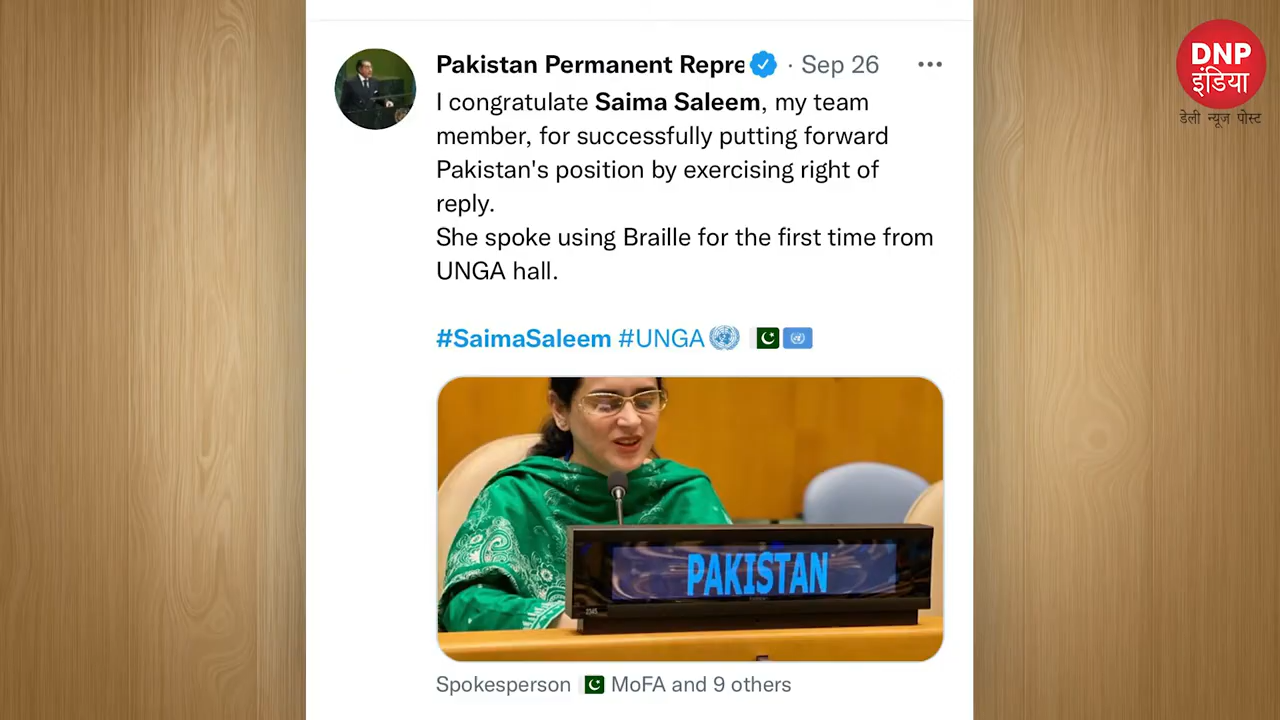 Pakistan Permanent Repre · Sep 26
I congratulate Saima Saleem, my team
member, for successfully putting forward
Pakistan's position by exercising right of
reply.
She spoke using Braille for the first time from
UNGA hall.
#SaimaSaleem #UNGA
PAKISTAN
Spokesperson MoFA and 9 others
DNP
इंडिया
डेली न्यूज़ पोस्ट